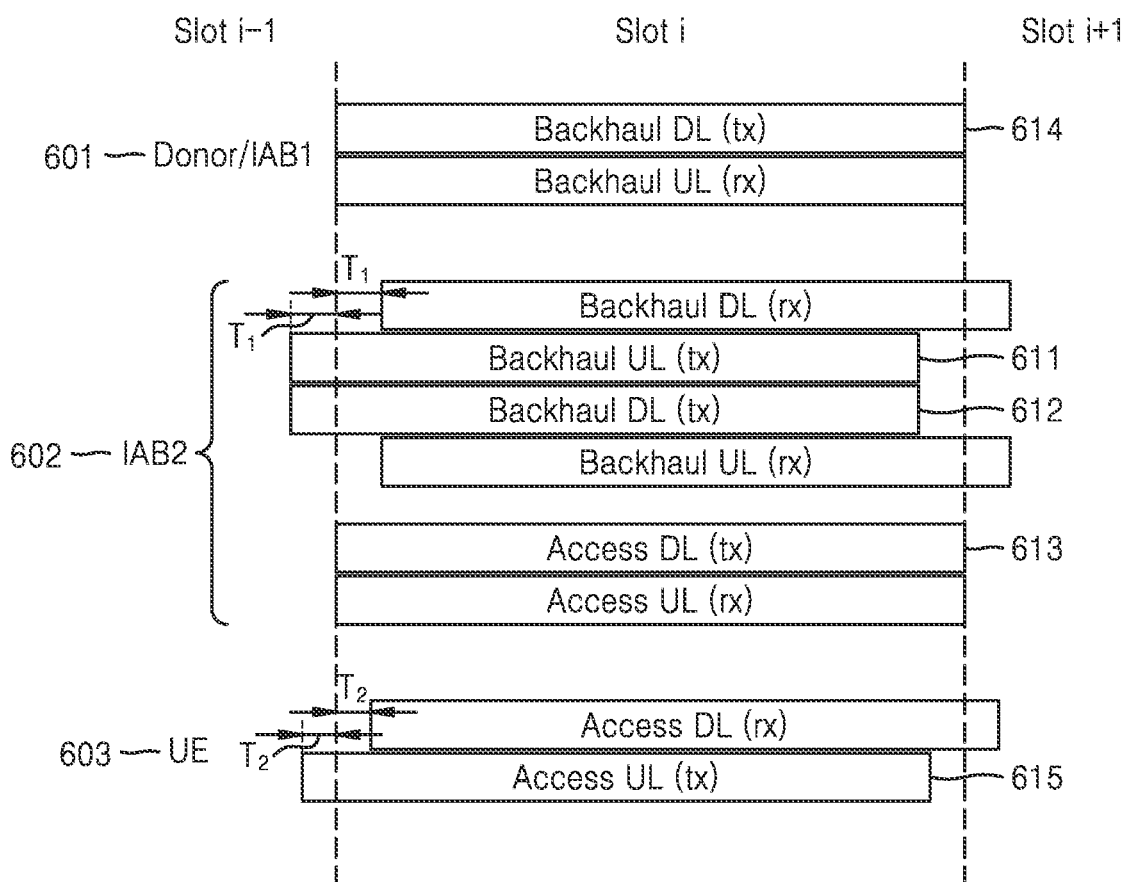 Slot i-1 Slot i Slot i+1
Backhaul DL (tx) 614
601 Donor/IAB1
Backhaul UL (rx)
T1
Backhaul DL (rx)
T1
Backhaul UL (tx) 611
Backhaul DL (tx) 612
602 IAB2
Backhaul UL (rx)
Access DL (tx) 613
Access UL (rx)
T2
Access DL (rx)
603 UE T2
Access UL (tx) 615